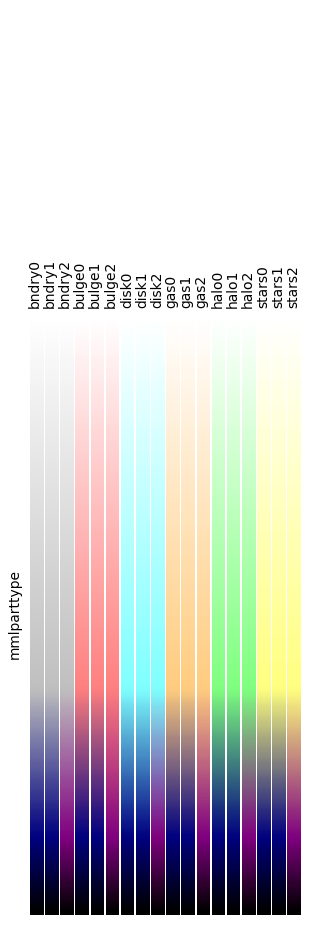 bndry0
bndry1
bndry2
bulge0
bulge1
bulge2
disk0
disk1
disk2
gas0
gas1
gas2
halo0
halo1
halo2
stars0
stars1
stars2
mmlparttype